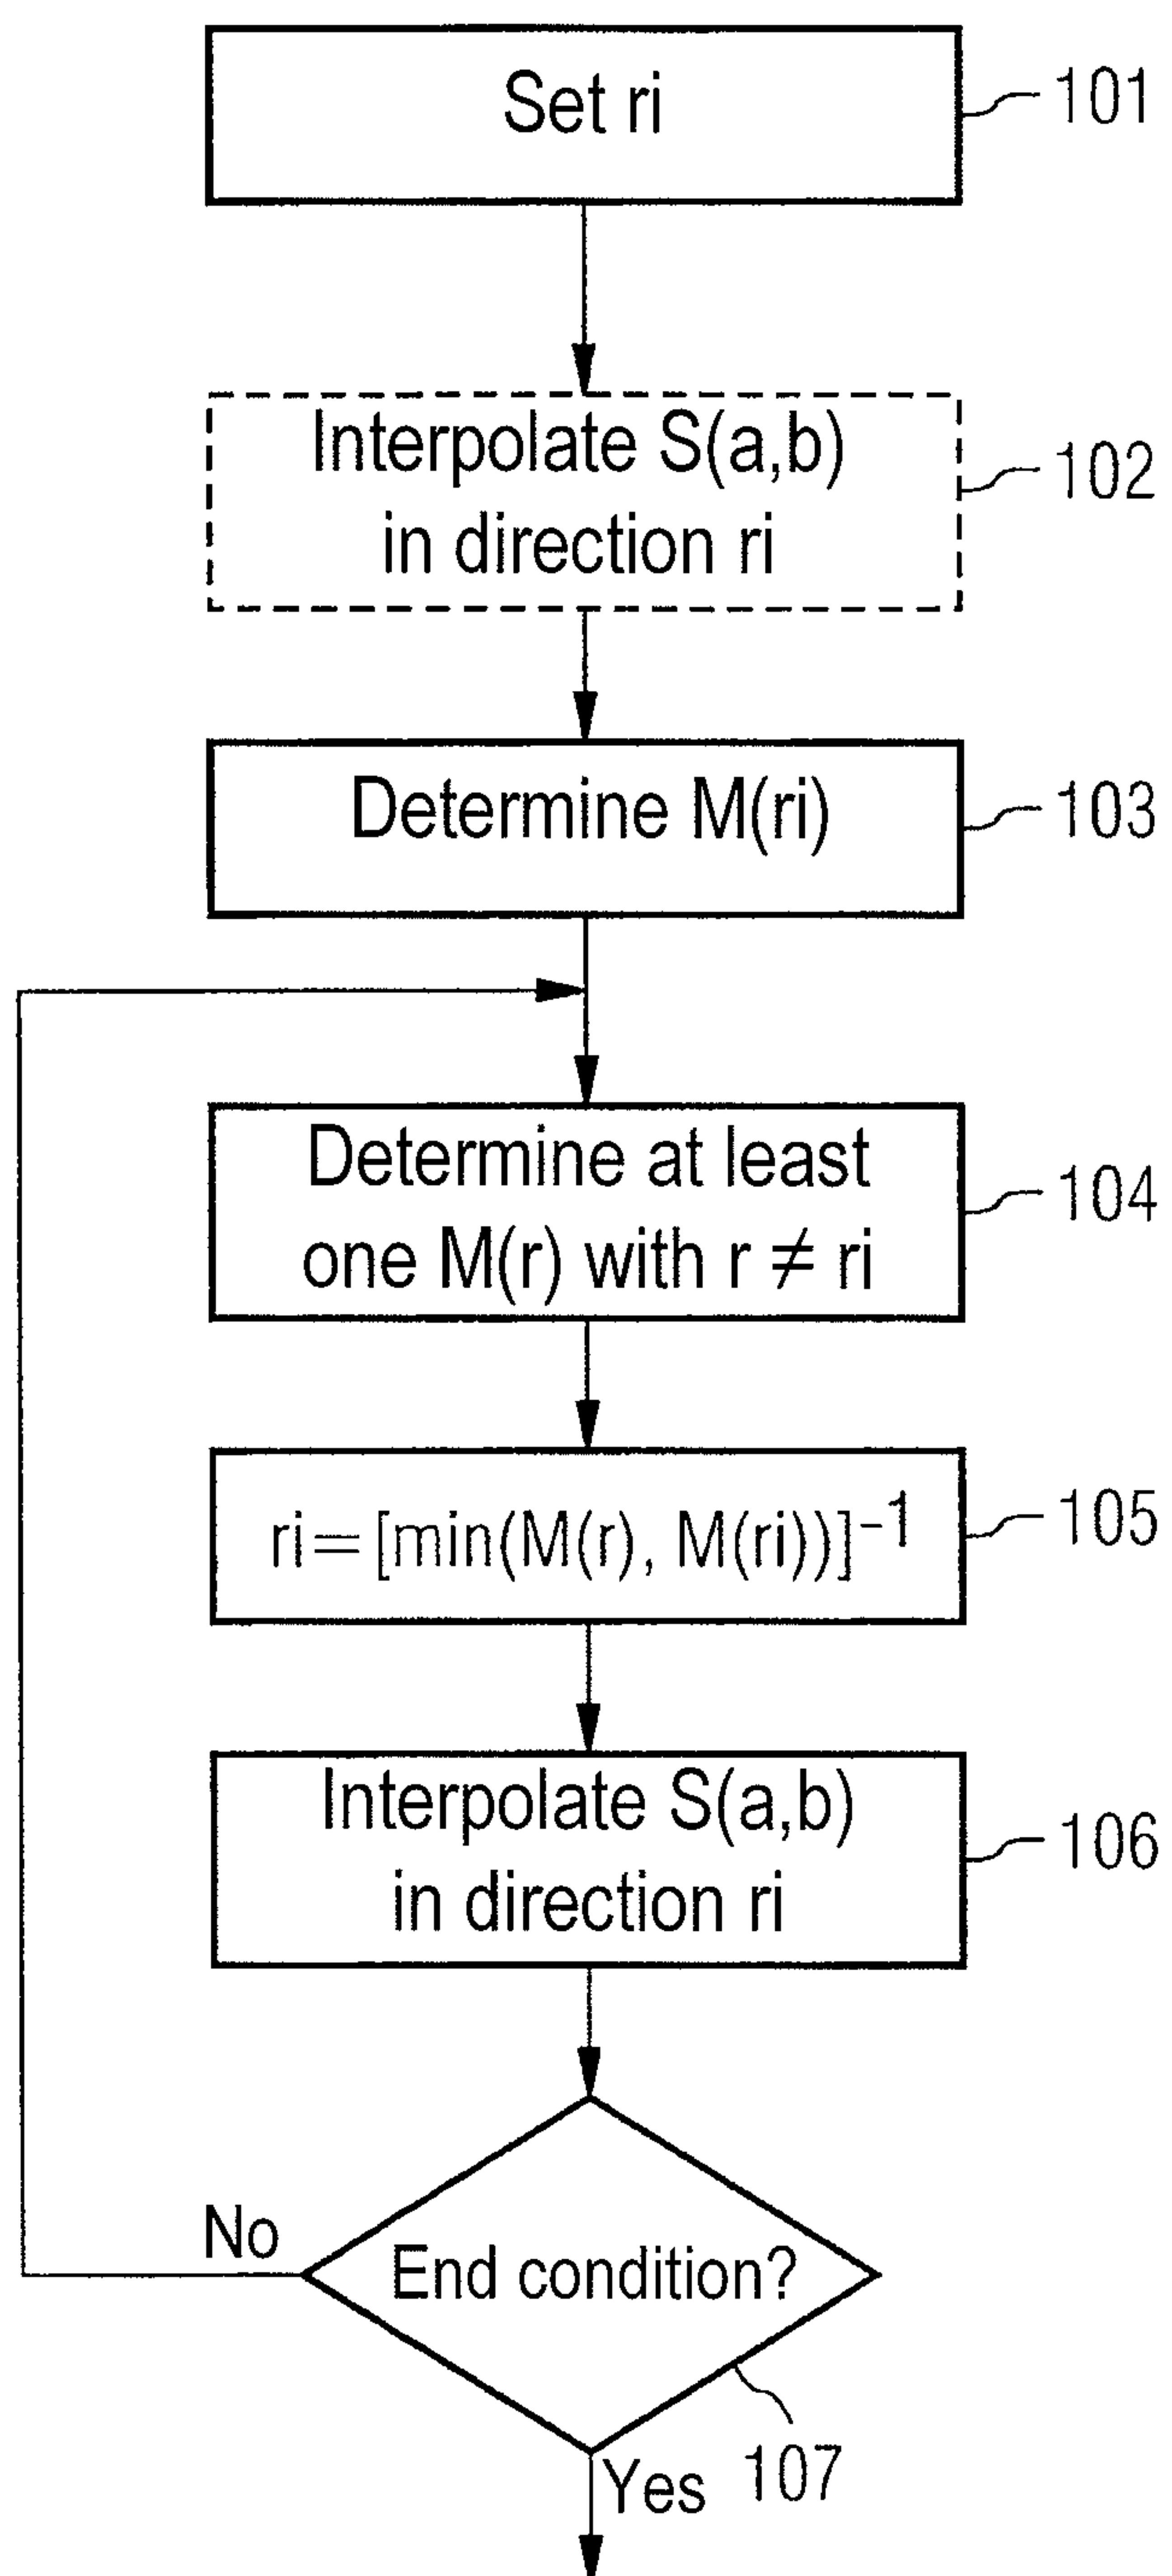 Set ri
101
Interpolate S(a,b)
in direction ri
102
Determine M(ri)
103
Determine at least
one M(r) with r ≠ ri
104
ri=[min(M(r), M(ri))]⁻¹
105
Interpolate S(a,b)
in direction ri
106
No
End condition?
Yes
107